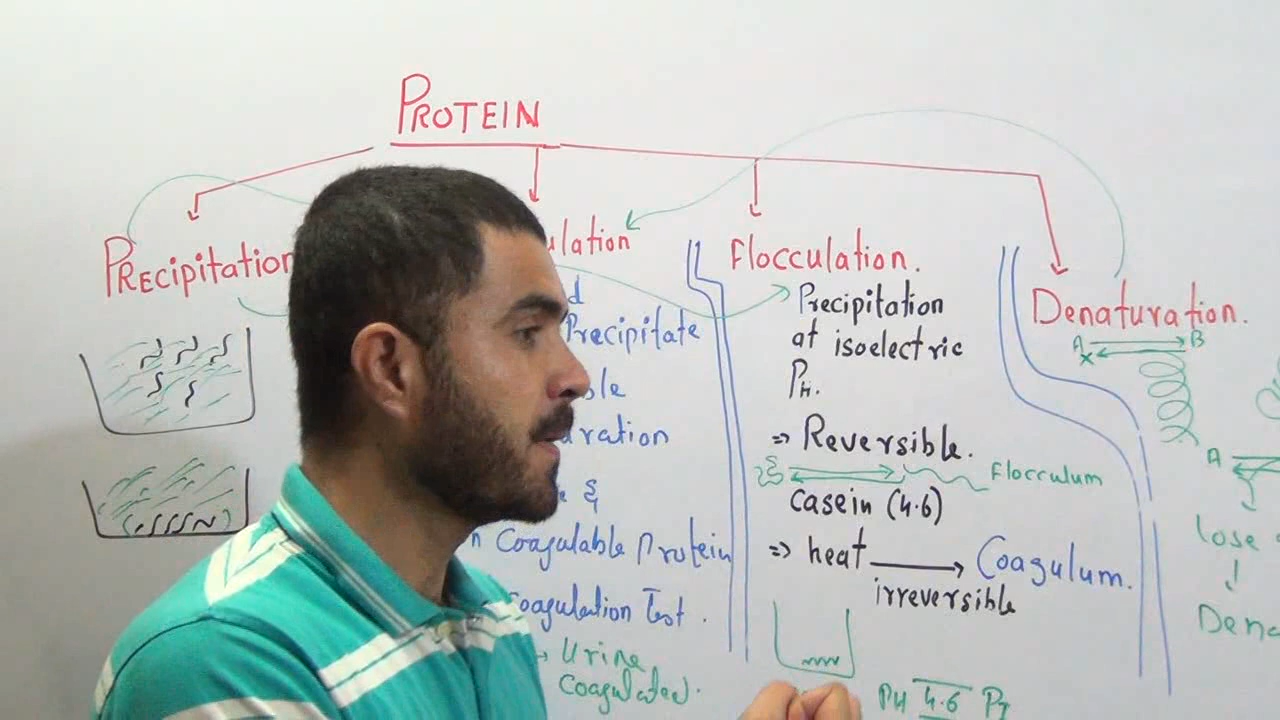 PROTEIN
PRecipitation
ulation
Flocculation.
Denaturation.
d
Precipitate
ble
uration
e &
n Coagulable Protein
Coagulation Test.
→ Urine
Coagulated.
Precipitation
at isoelectric
PH.
⇒ Reversible.
Flocculum
Casein (4.6)
⇒ heat → Coagulum.
irreversible
PH 4.6 PI
A B
X
A
lose
Dena